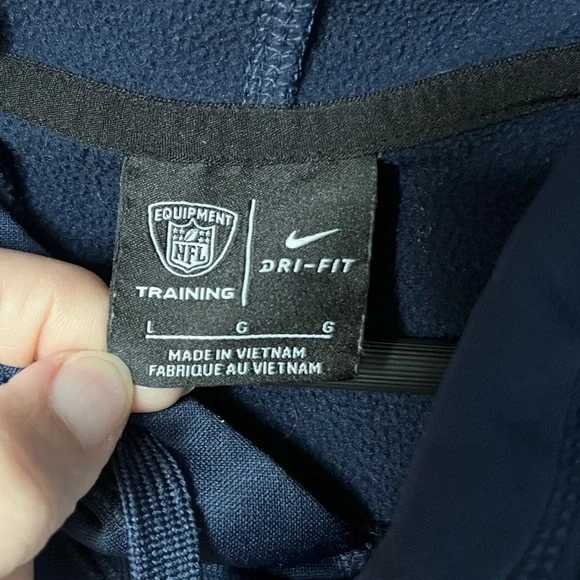 EQUIPMENT
NFL
TRAINING
DRI-FIT
L G G
MADE IN VIETNAM
FABRIQUE AU VIETNAM